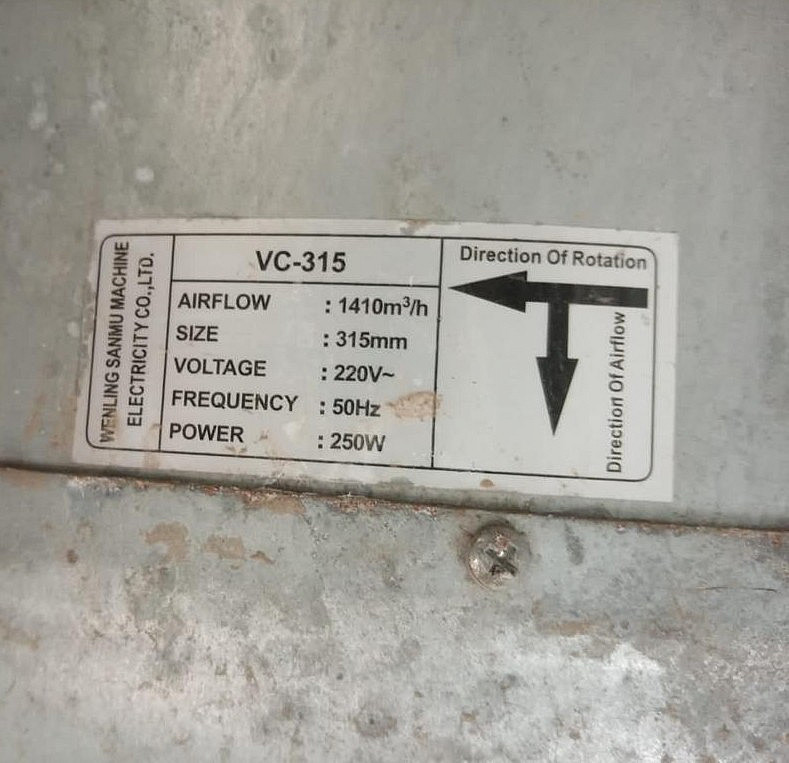 WENLING SANMU MACHINE
ELECTRICITY CO.,LTD.
VC-315
AIRFLOW : 1410m³/h
SIZE : 315mm
VOLTAGE : 220V~
FREQUENCY : 50Hz
POWER : 250W
Direction Of Rotation
Direction Of Airflow